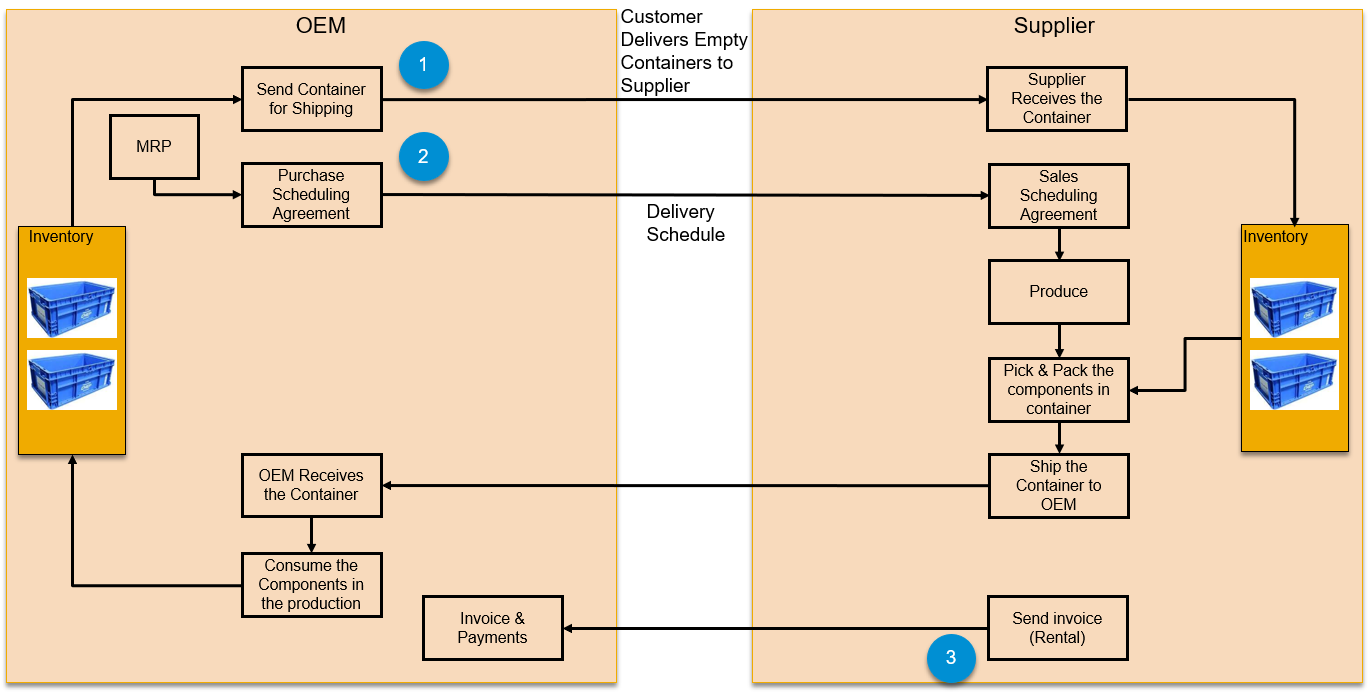 OEM
Customer
Delivers Empty
Containers to
Supplier
Supplier
1
Send Container
for Shipping
Supplier
Receives the
Container
MRP
2
Purchase
Scheduling
Agreement
Sales
Scheduling
Agreement
Delivery
Schedule
Inventory
Inventory
Produce
Pick & Pack the
components in
container
OEM Receives
the Container
Ship the
Container to
OEM
Consume the
Components in
the production
Invoice &
Payments
Send invoice
(Rental)
3